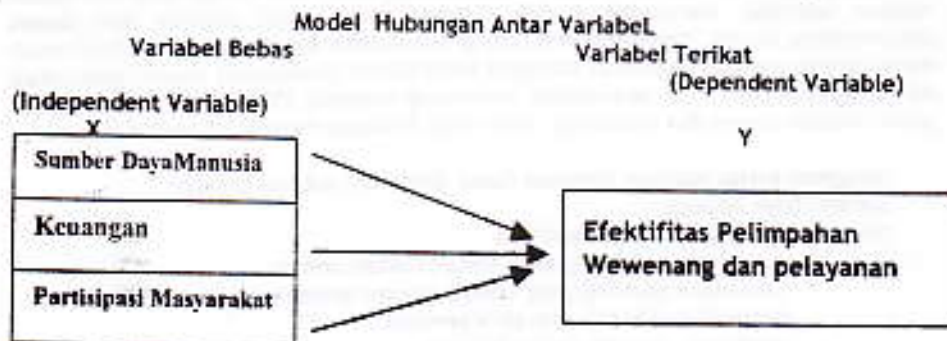 Model Hubungan Antar Variabel
Variabel Bebas
Variabel Terikat
(Dependent Variable)
(Independent Variable)
X
Y
Sumber DayaManusia
Keuangan
Partisipasi Masyarakat
Efektifitas Pelimpahan
Wewenang dan pelayanan